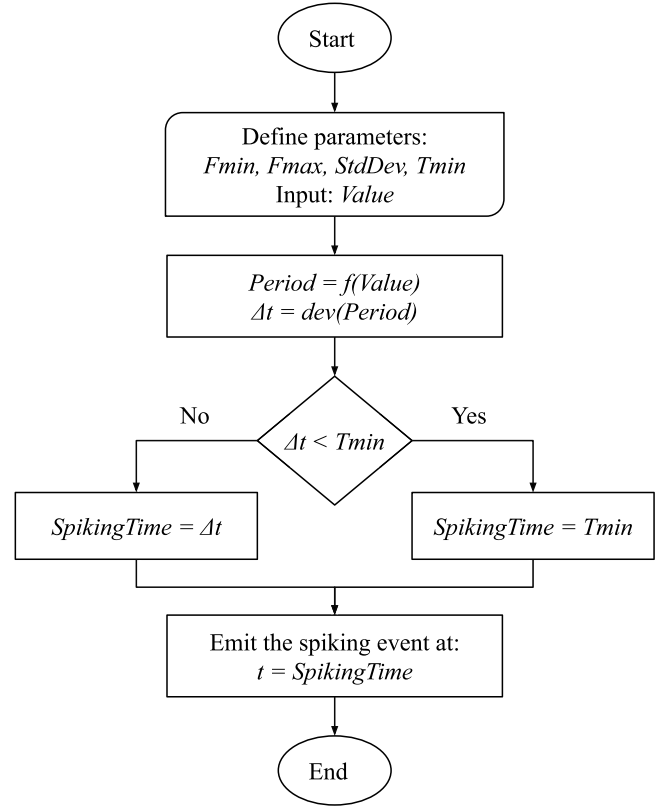 Start
Define parameters:
Fmin, Fmax, StdDev, Tmin
Input: Value
Period = f(Value)
Δt = dev(Period)
No
Yes
Δt < Tmin
SpikingTime = Δt
SpikingTime = Tmin
Emit the spiking event at:
t = SpikingTime
End